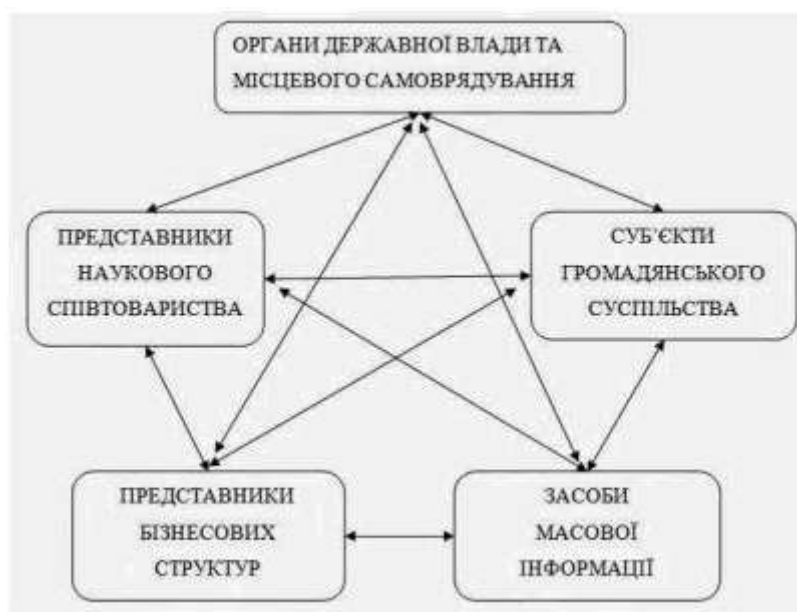 ОРГАНИ ДЕРЖАВНОЇ ВЛАДИ ТА
МІСЦЕВОГО САМОВРЯДУВАННЯ
ПРЕДСТАВНИКИ
НАУКОВОГО
СПІВТОВАРИСТВА
СУБ’ЄКТИ
ГРОМАДЯНСЬКОГО
СУСПІЛЬСТВА
ПРЕДСТАВНИКИ
БІЗНЕСОВИХ
СТРУКТУР
ЗАСОБИ
МАСОВОЇ
ІНФОРМАЦІЇ